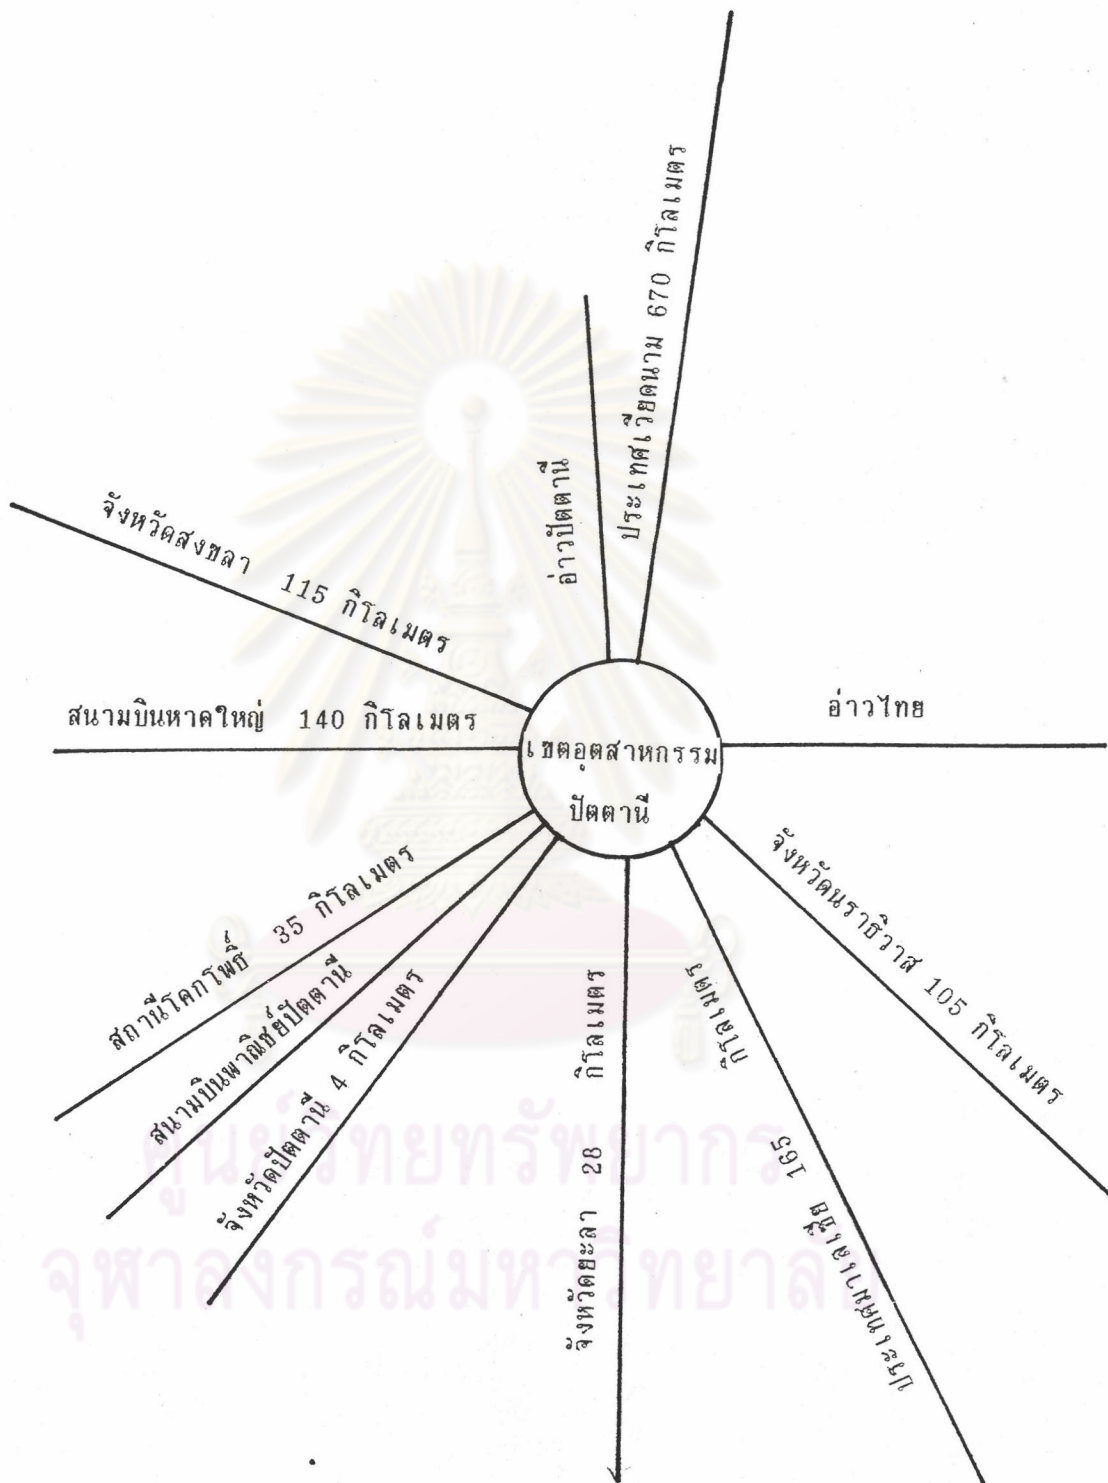 ประเทศเวียดนาม 670 กิโลเมตร
อ่าวปัตตานี
จังหวัดสงขลา 115 กิโลเมตร
สนามบินหาดใหญ่ 140 กิโลเมตร
อ่าวไทย
เขตอุตสาหกรรม
ปัตตานี
จังหวัดนราธิวาส 105 กิโลเมตร
ประเทศมาเลเซีย 165 กิโลเมตร
จังหวัดยะลา 28 กิโลเมตร
จังหวัดปัตตานี 4 กิโลเมตร
สนามบินพาณิชย์ปัตตานี
สถานีโคกโพธิ์ 35 กิโลเมตร
ศูนย์วิทยทรัพยากร
จุฬาลงกรณ์มหาวิทยาลัย